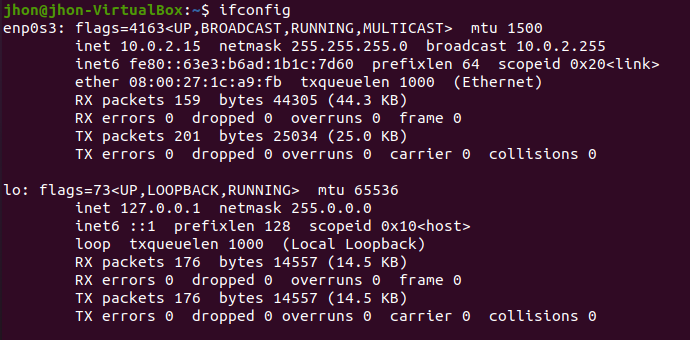 jhon@jhon-VirtualBox:~$ ifconfig
enp0s3: flags=4163<UP,BROADCAST,RUNNING,MULTICAST>  mtu 1500
        inet 10.0.2.15  netmask 255.255.255.0  broadcast 10.0.2.255
        inet6 fe80::63e3:b6ad:1b1c:7d60  prefixlen 64  scopeid 0x20<link>
        ether 08:00:27:1c:a9:fb  txqueuelen 1000  (Ethernet)
        RX packets 159  bytes 44305 (44.3 KB)
        RX errors 0  dropped 0  overruns 0  frame 0
        TX packets 201  bytes 25034 (25.0 KB)
        TX errors 0  dropped 0 overruns 0  carrier 0  collisions 0

lo: flags=73<UP,LOOPBACK,RUNNING>  mtu 65536
        inet 127.0.0.1  netmask 255.0.0.0
        inet6 ::1  prefixlen 128  scopeid 0x10<host>
        loop  txqueuelen 1000  (Local Loopback)
        RX packets 176  bytes 14557 (14.5 KB)
        RX errors 0  dropped 0  overruns 0  frame 0
        TX packets 176  bytes 14557 (14.5 KB)
        TX errors 0  dropped 0 overruns 0  carrier 0  collisions 0